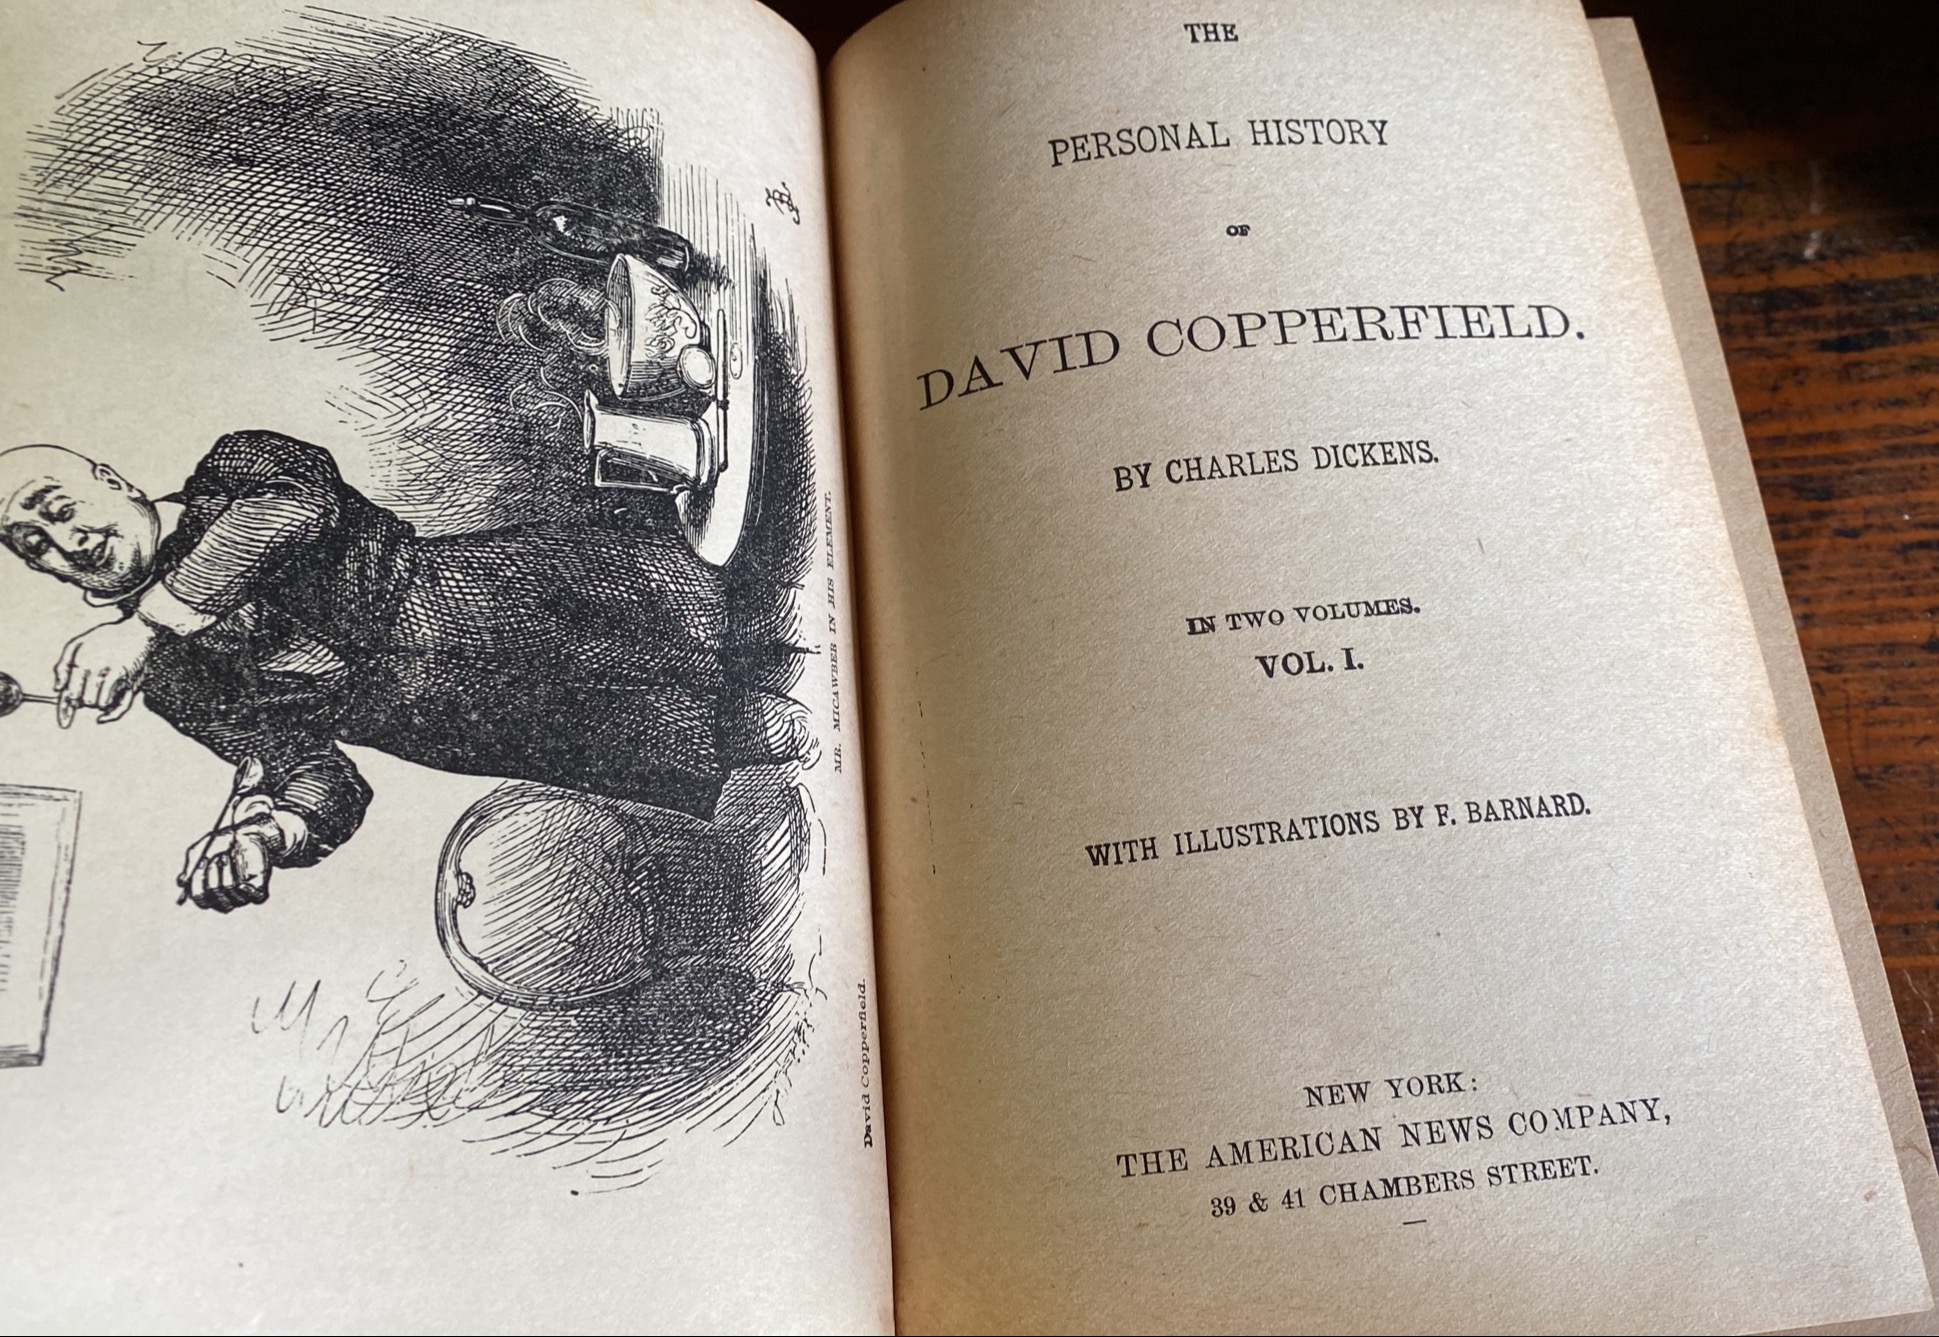 MR. MICAWBER IN HIS ELEMENT.
David Copperfield.
THE
PERSONAL HISTORY
OF
DAVID COPPERFIELD.
BY CHARLES DICKENS.
IN TWO VOLUMES.
VOL. I.
WITH ILLUSTRATIONS BY F. BARNARD.
NEW YORK:
THE AMERICAN NEWS COMPANY,
39 & 41 CHAMBERS STREET.